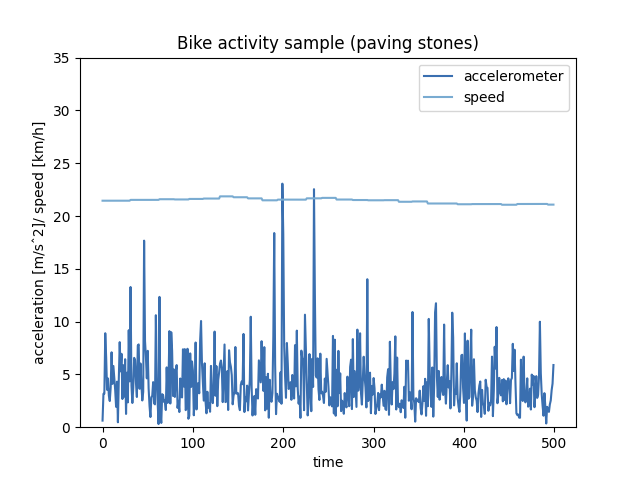 Bike activity sample (paving stones)
accelerometer
speed
35
30
25
20
15
10
5
0
acceleration [m/s^2]/ speed [km/h]
0
100
200
300
400
500
time